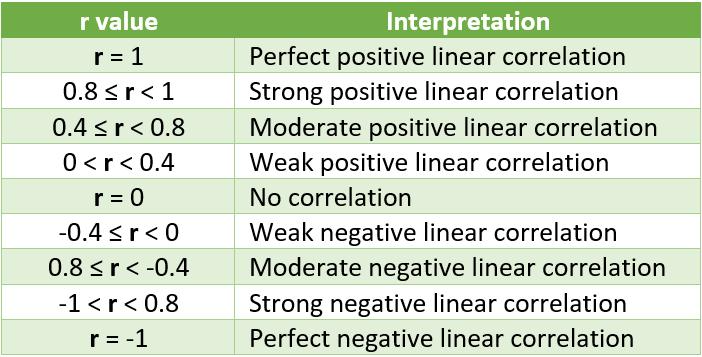 r value Interpretation
r = 1 Perfect positive linear correlation
0.8 ≤ r < 1 Strong positive linear correlation
0.4 ≤ r < 0.8 Moderate positive linear correlation
0 < r < 0.4 Weak positive linear correlation
r = 0 No correlation
-0.4 ≤ r < 0 Weak negative linear correlation
0.8 ≤ r < -0.4 Moderate negative linear correlation
-1 < r < 0.8 Strong negative linear correlation
r = -1 Perfect negative linear correlation